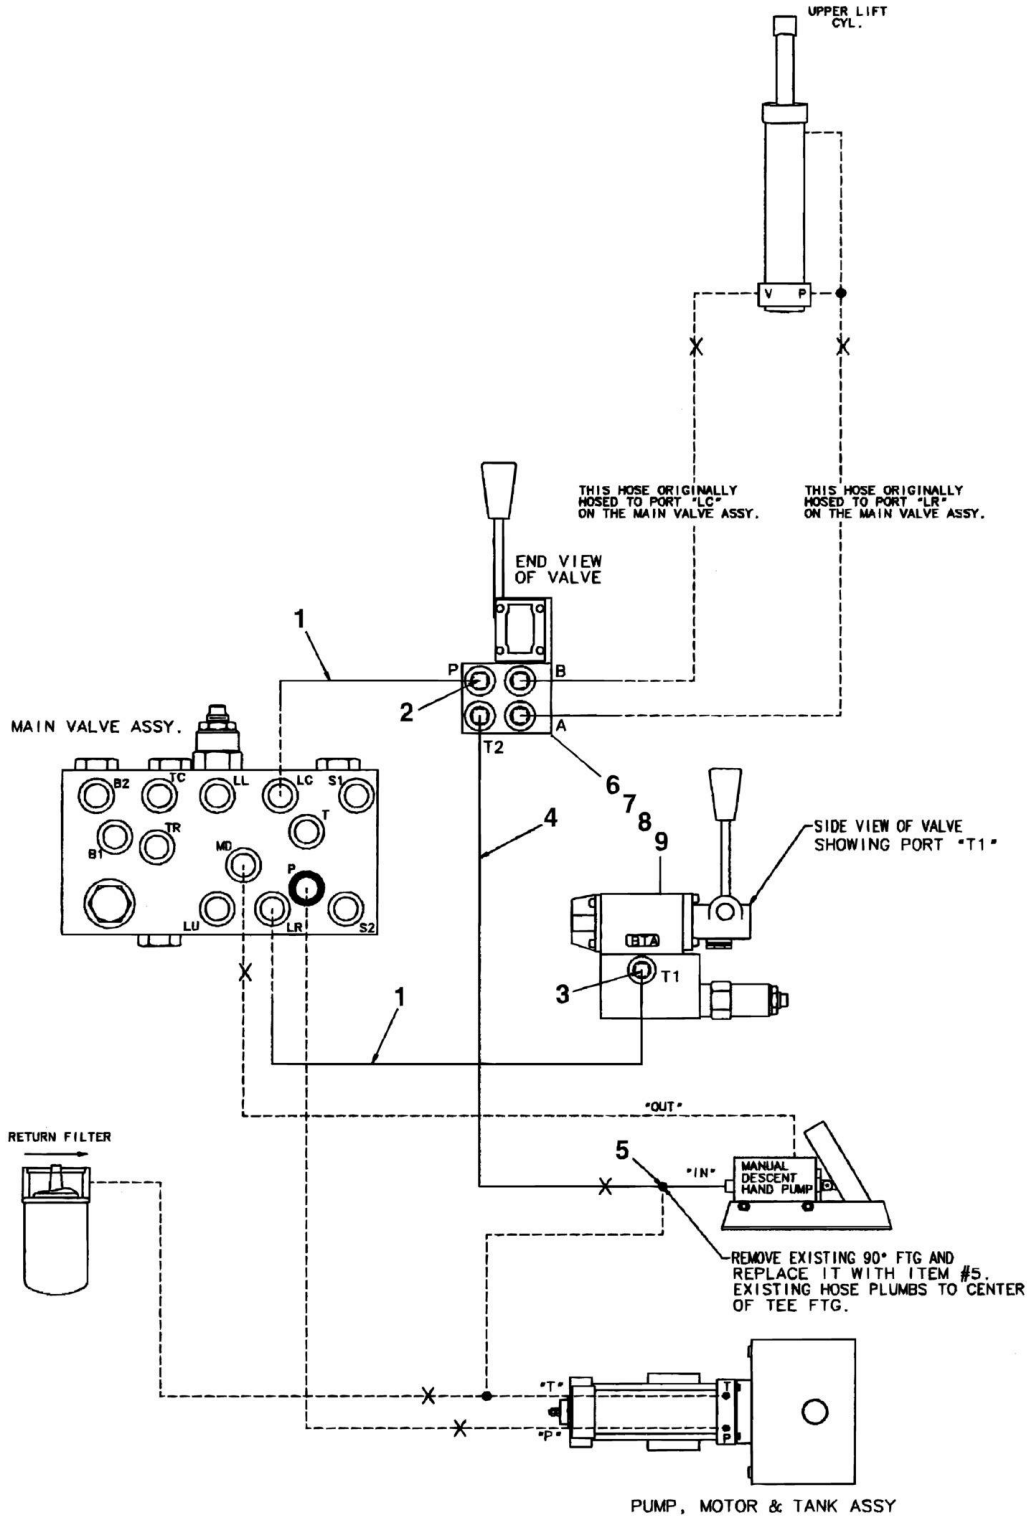 UPPER LIFT
CYL.
V P
THIS HOSE ORIGINALLY
HOSED TO PORT "LC"
ON THE MAIN VALVE ASSY.
THIS HOSE ORIGINALLY
HOSED TO PORT "LR"
ON THE MAIN VALVE ASSY.
END VIEW
OF VALVE
1
P
B
2
A
T2
MAIN VALVE ASSY.
B2
TC
LL
LC
S1
T
B1
TR
MD
P
LU
LR
S2
6
7
8
9
4
SIDE VIEW OF VALVE
SHOWING PORT "T1"
BTA
3
T1
1
"OUT"
RETURN FILTER
5
"IN"
MANUAL
DESCENT
HAND PUMP
REMOVE EXISTING 90° FTG AND
REPLACE IT WITH ITEM #5.
EXISTING HOSE PLUMBS TO CENTER
OF TEE FTG.
"T"
T
"P"
P
PUMP, MOTOR & TANK ASSY